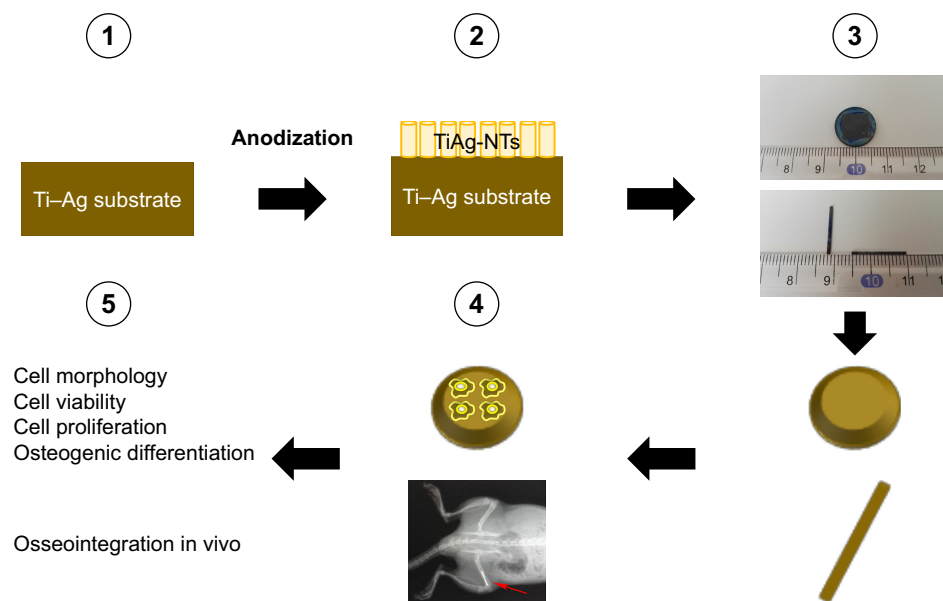 1
2
3
Anodization
TiAg-NTs
Ti–Ag substrate
Ti–Ag substrate
8 9 10 11 12
8 9 10 11 1
5
4
Cell morphology
Cell viability
Cell proliferation
Osteogenic differentiation
Osseointegration in vivo